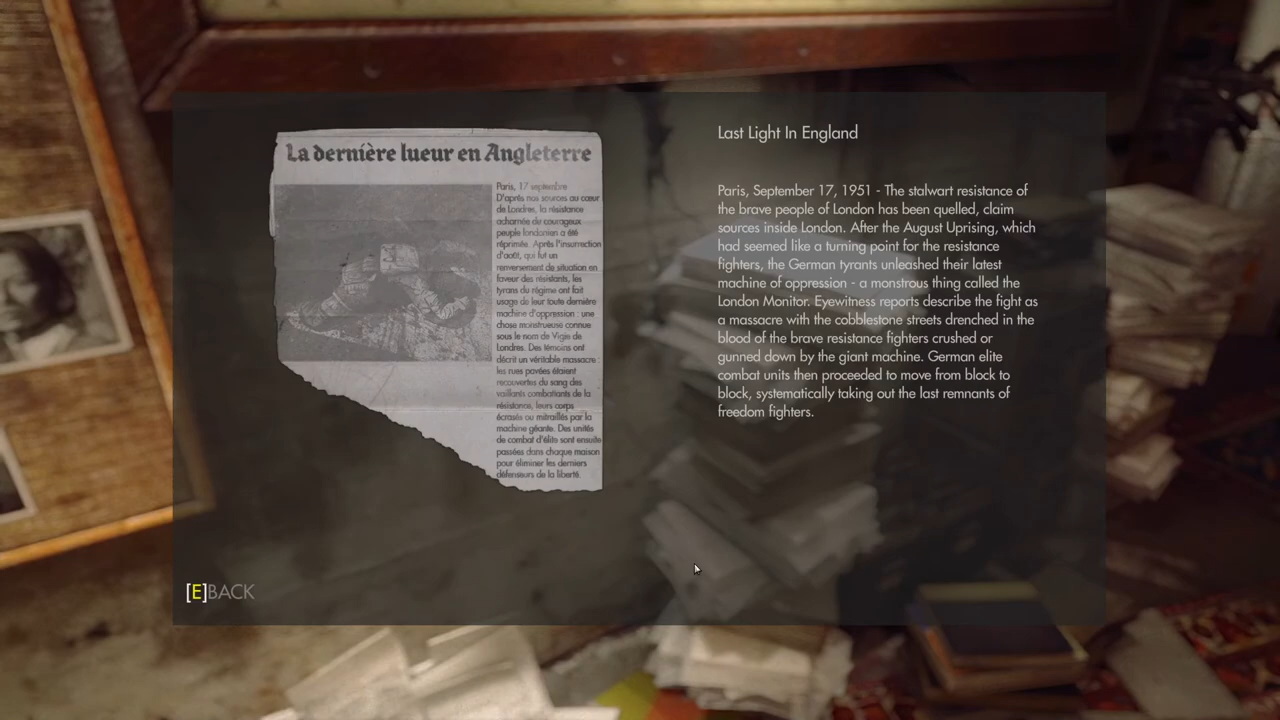 La dernière lueur en Angleterre
Paris, 17 septembre
D'après nos sources au cœur
de Londres, la résistance
acharnée de courageux
peuple londonien a été
réprimée. Après l'insurrection
d'août, qui fut un
renversement de situation en
faveur des résistants, les
tyrans du régime ont fait
usage de leur toute dernière
machine d'oppression : une
chose monstrueuse connue
sous le nom de Vigie de
Londres. Des témoins ont
décrit un véritable massacre :
les rues pavées étaient
recouvertes du sang des
vaillants combattants de la
résistance, leurs corps
écrasés ou mitraillés par la
machine géante. Des unités
de combat d'élite sont ensuite
passées dans chaque maison
pour éliminer les derniers
défenseurs de la liberté.
Last Light In England
Paris, September 17, 1951 - The stalwart resistance of
the brave people of London has been quelled, claim
sources inside London. After the August Uprising, which
had seemed like a turning point for the resistance
fighters, the German tyrants unleashed their latest
machine of oppression - a monstrous thing called the
London Monitor. Eyewitness reports describe the fight as
a massacre with the cobblestone streets drenched in the
blood of the brave resistance fighters crushed or
gunned down by the giant machine. German elite
combat units then proceeded to move from block to
block, systematically taking out the last remnants of
freedom fighters.
[E]BACK